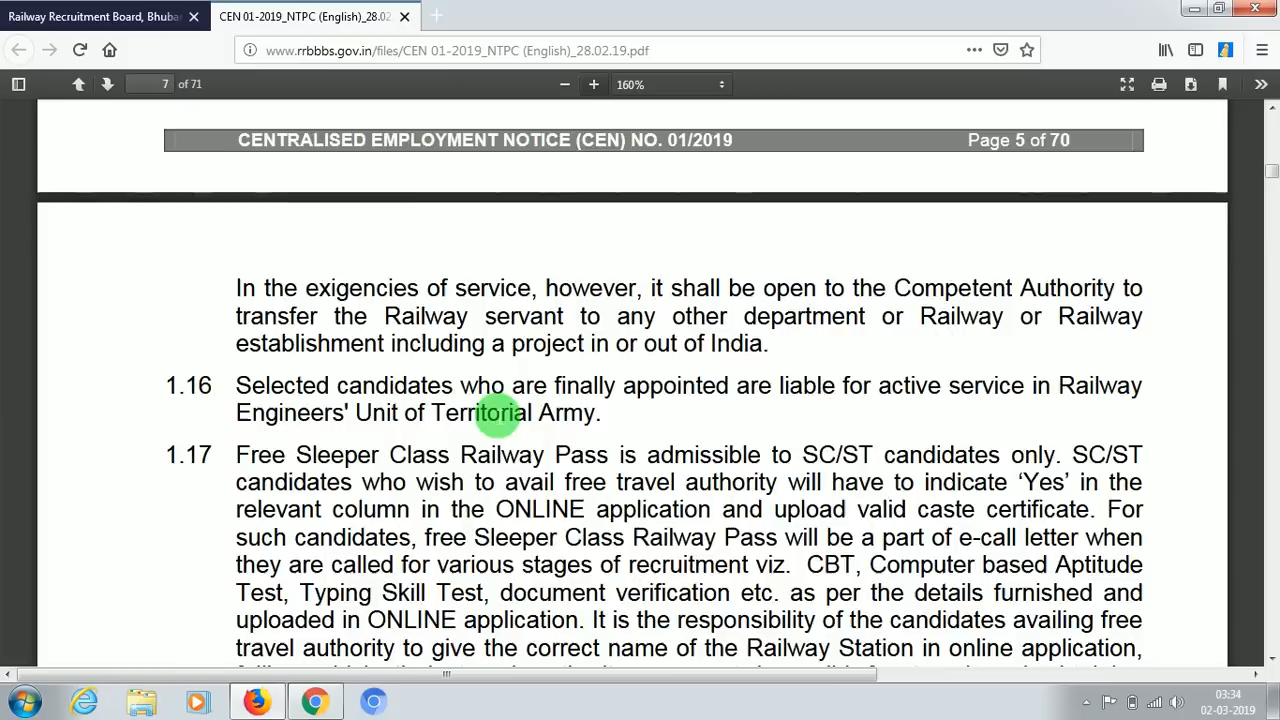 Railway Recruitment Board, Bhuba
CEN 01-2019_NTPC (English)_28.02
www.rrbbbs.gov.in/files/CEN 01-2019_NTPC (English)_28.02.19.pdf
7 of 71
160%
CENTRALISED EMPLOYMENT NOTICE (CEN) NO. 01/2019 Page 5 of 70
In the exigencies of service, however, it shall be open to the Competent Authority to
transfer the Railway servant to any other department or Railway or Railway
establishment including a project in or out of India.
1.16 Selected candidates who are finally appointed are liable for active service in Railway
Engineers' Unit of Territorial Army.
1.17 Free Sleeper Class Railway Pass is admissible to SC/ST candidates only. SC/ST
candidates who wish to avail free travel authority will have to indicate ‘Yes’ in the
relevant column in the ONLINE application and upload valid caste certificate. For
such candidates, free Sleeper Class Railway Pass will be a part of e-call letter when
they are called for various stages of recruitment viz. CBT, Computer based Aptitude
Test, Typing Skill Test, document verification etc. as per the details furnished and
uploaded in ONLINE application. It is the responsibility of the candidates availing free
travel authority to give the correct name of the Railway Station in online application,
03:34
02-03-2019